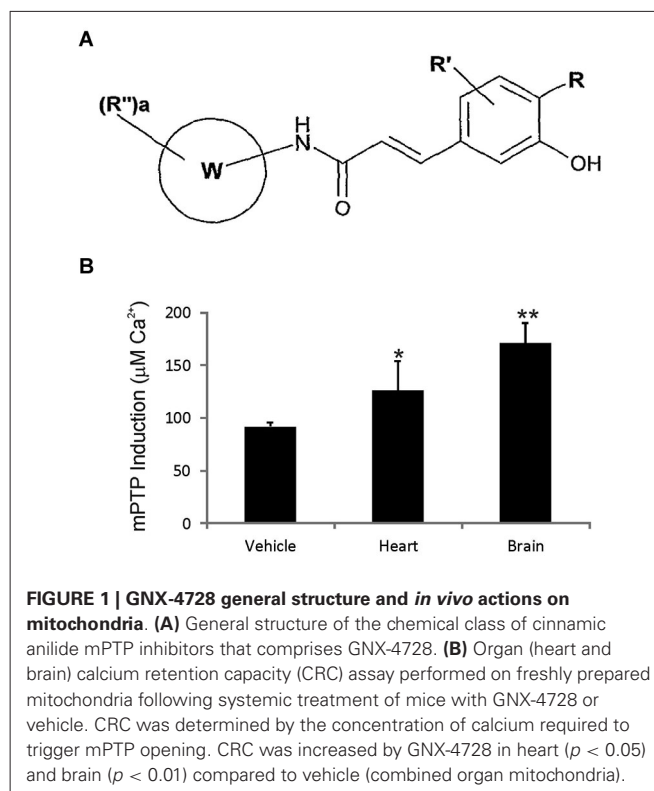 A
(R")a
W
H
N
O
R'
R
OH
B
mPTP Induction (μM Ca²⁺)
200
150
100
50
0
*
**
Vehicle Heart Brain
FIGURE 1 | GNX-4728 general structure and in vivo actions on
mitochondria. (A) General structure of the chemical class of cinnamic
anilide mPTP inhibitors that comprises GNX-4728. (B) Organ (heart and
brain) calcium retention capacity (CRC) assay performed on freshly prepared
mitochondria following systemic treatment of mice with GNX-4728 or
vehicle. CRC was determined by the concentration of calcium required to
trigger mPTP opening. CRC was increased by GNX-4728 in heart (p < 0.05)
and brain (p < 0.01) compared to vehicle (combined organ mitochondria).